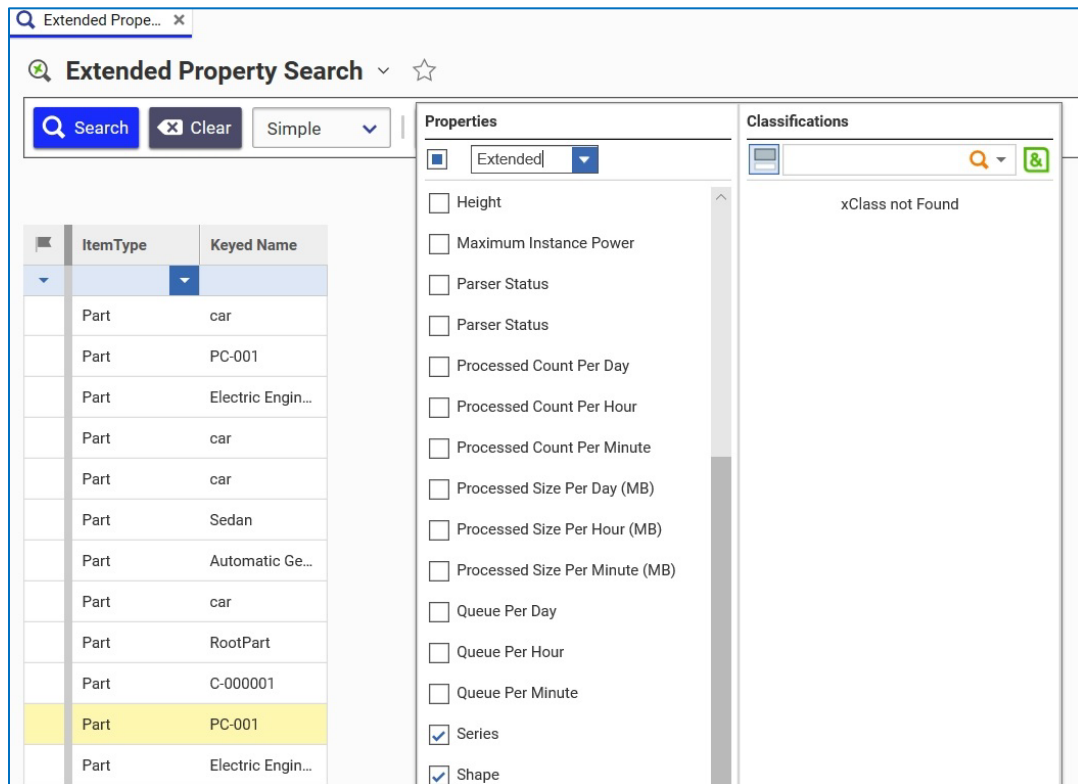 Extended Prope...
Extended Property Search
Search
Clear
Simple
Properties
Classifications
Extended
&
ItemType
Keyed Name
Part car
Part PC-001
Part Electric Engin...
Part car
Part car
Part Sedan
Part Automatic Ge...
Part car
Part RootPart
Part C-000001
Part PC-001
Part Electric Engin...
Height
Maximum Instance Power
Parser Status
Parser Status
Processed Count Per Day
Processed Count Per Hour
Processed Count Per Minute
Processed Size Per Day (MB)
Processed Size Per Hour (MB)
Processed Size Per Minute (MB)
Queue Per Day
Queue Per Hour
Queue Per Minute
Series
Shape
xClass not Found